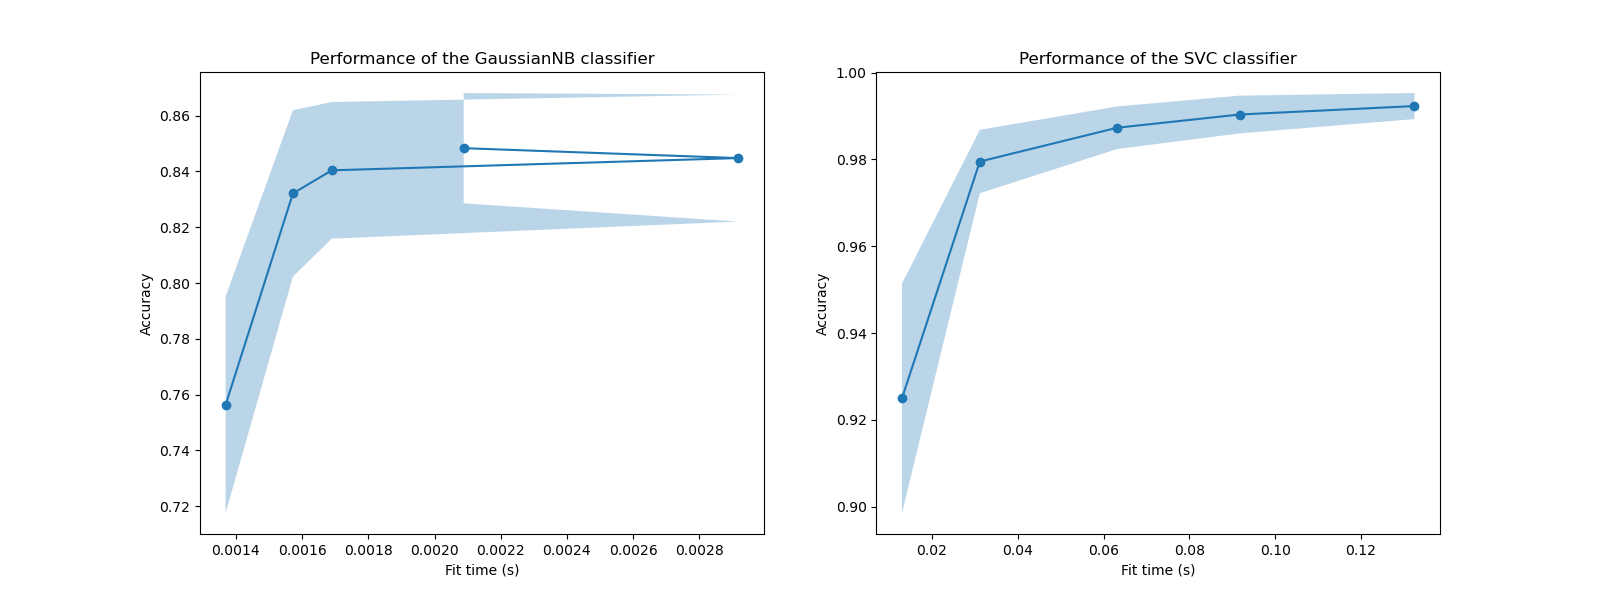 Performance of the GaussianNB classifier
Accuracy
0.86
0.84
0.82
0.80
0.78
0.76
0.74
0.72
0.0014 0.0016 0.0018 0.0020 0.0022 0.0024 0.0026 0.0028
Fit time (s)
Performance of the SVC classifier
Accuracy
1.00
0.98
0.96
0.94
0.92
0.90
0.02 0.04 0.06 0.08 0.10 0.12
Fit time (s)